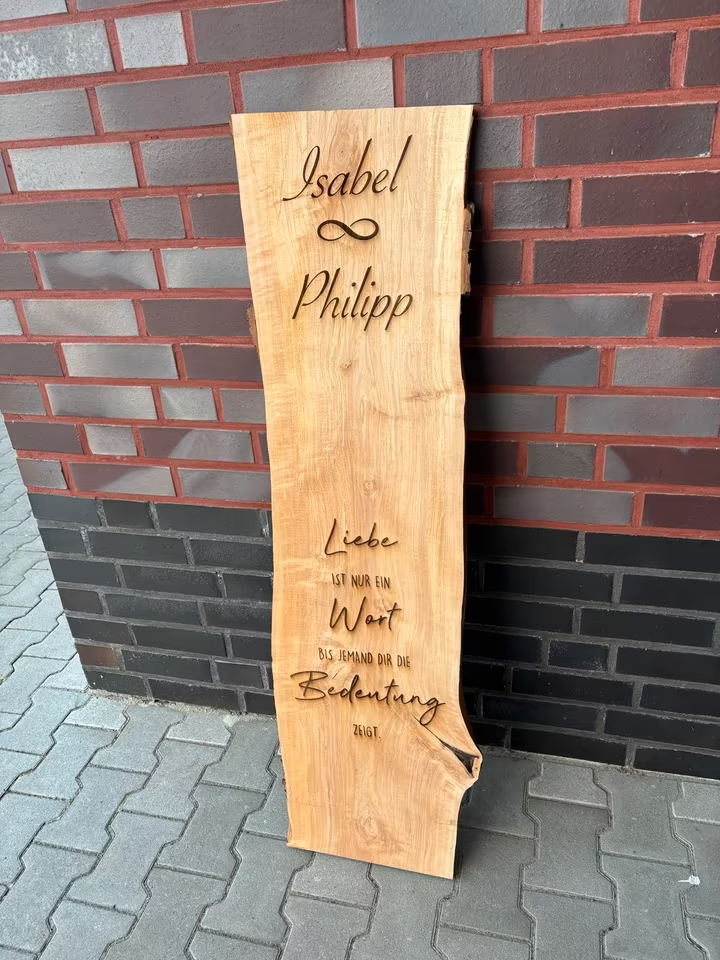 Isabel
∞
Philipp
Liebe
IST NUR EIN
Wort
BIS JEMAND DIR DIE
Bedeutung
ZEIGT.